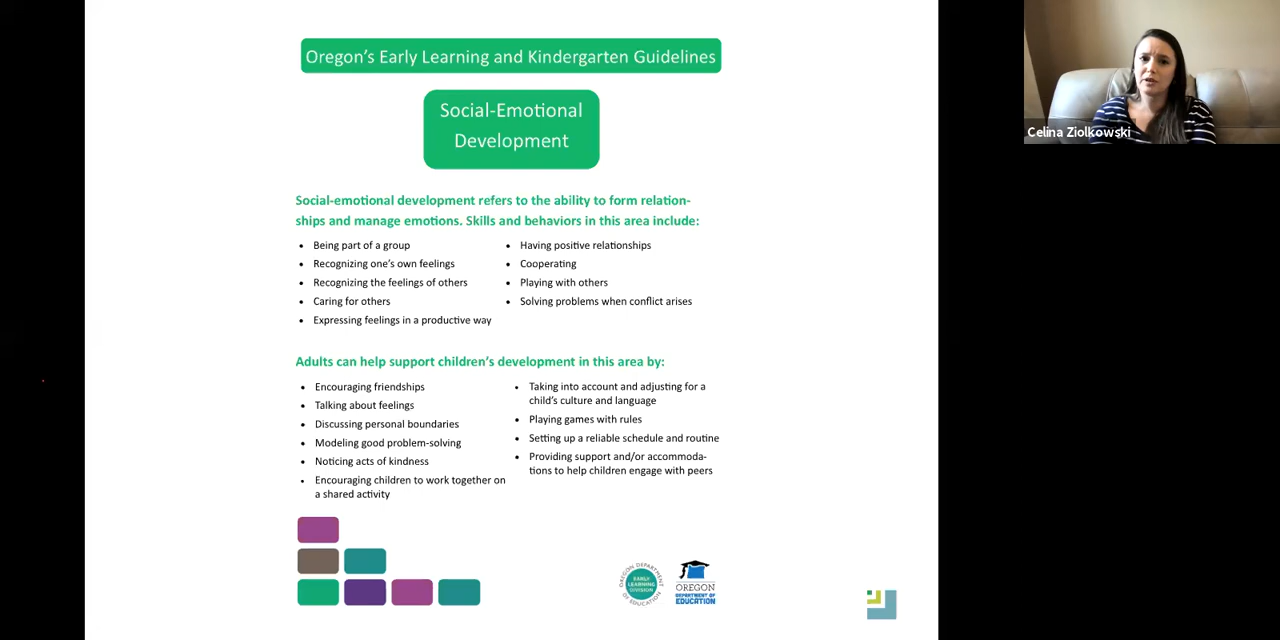 Oregon's Early Learning and Kindergarten Guidelines
Social-Emotional
Development
Social-emotional development refers to the ability to form relation-
ships and manage emotions. Skills and behaviors in this area include:
• Being part of a group
• Recognizing one's own feelings
• Recognizing the feelings of others
• Caring for others
• Expressing feelings in a productive way
• Having positive relationships
• Cooperating
• Playing with others
• Solving problems when conflict arises
Adults can help support children's development in this area by:
• Encouraging friendships
• Talking about feelings
• Discussing personal boundaries
• Modeling good problem-solving
• Noticing acts of kindness
• Encouraging children to work together on
a shared activity
• Taking into account and adjusting for a
child's culture and language
• Playing games with rules
• Setting up a reliable schedule and routine
• Providing support and/or accommoda-
tions to help children engage with peers
OREGON DEPARTMENT
OF EDUCATION
EARLY
LEARNING
DIVISION
OREGON
DEPARTMENT OF
EDUCATION
Celina Ziolkowski